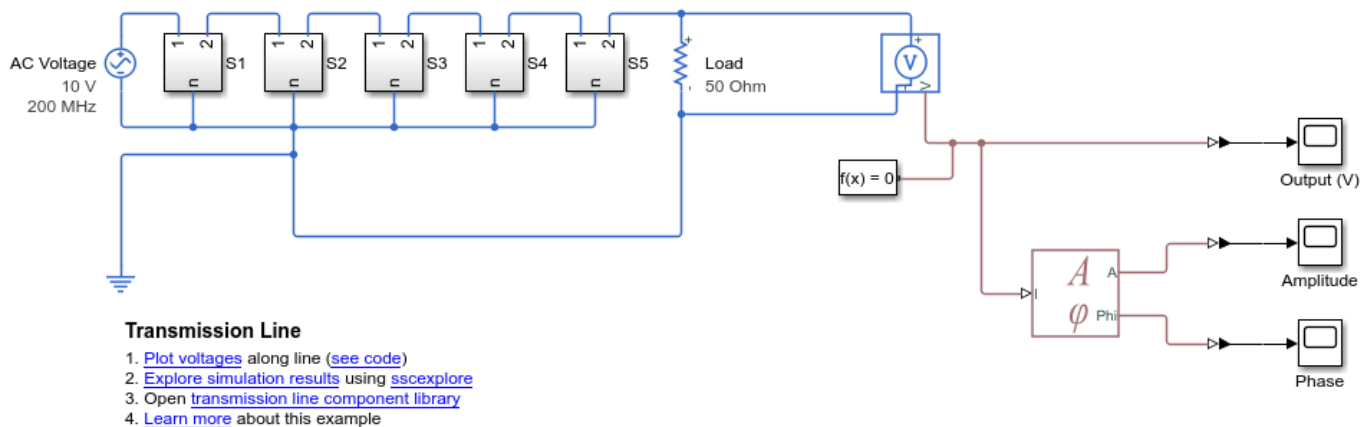 AC Voltage
10 V
200 MHz
1 2
n
S1
1 2
n
S2
1 2
n
S3
1 2
n
S4
1 2
n
S5
+
-
Load
50 Ohm
+
V
-
V
f(x) = 0
Output (V)
I
A
φ
A
Phi
Amplitude
Phase
Transmission Line
1. Plot voltages along line (see code)
2. Explore simulation results using sscexplore
3. Open transmission line component library
4. Learn more about this example